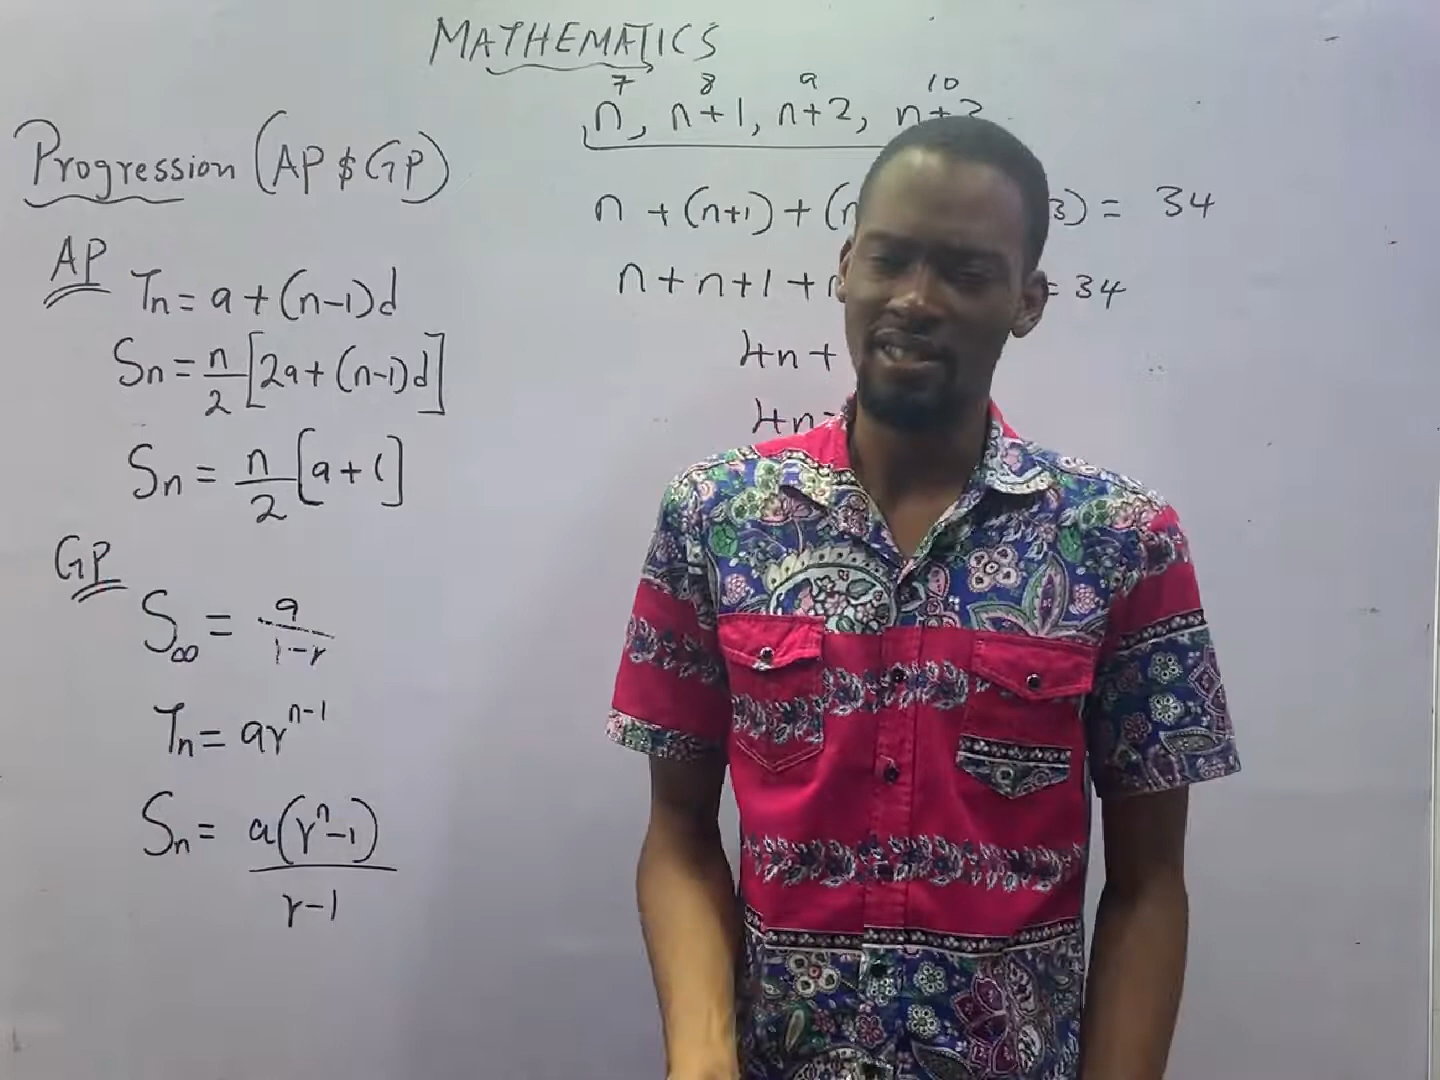 MATHEMATICS
Progression (AP & GP)
AP
Tn = a + (n-1)d
Sn = n/2 [2a + (n-1)d]
Sn = n/2 [a + l]
GP
S∞ = a/1-r
Tn = ar^n-1
Sn = a(r^n-1)/r-1
7 8 9 10
n, n+1, n+2, n+3
n + (n+1) + (n 3) = 34
n + n+1 + n = 34
4n +
4n =